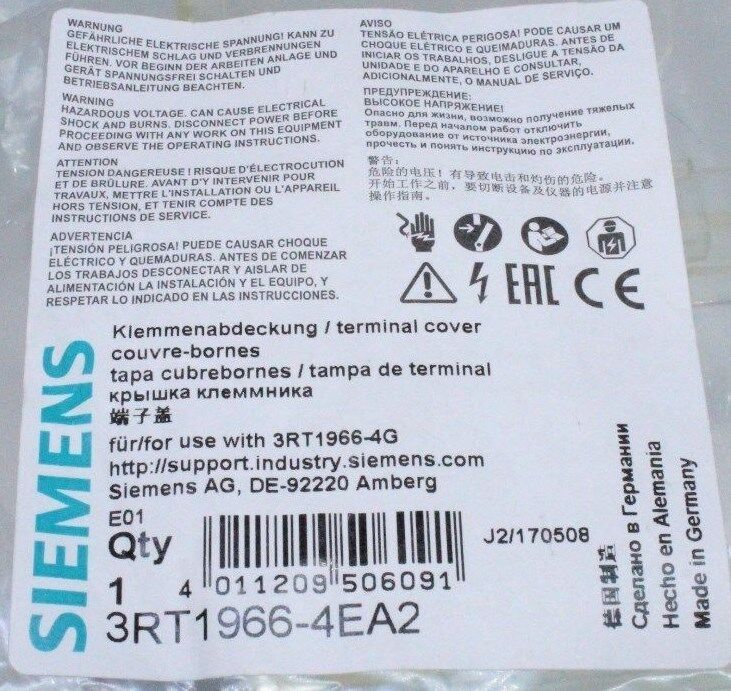 WARNUNG
GEFÄHRLICHE ELEKTRISCHE SPANNUNG! KANN ZU
ELEKTRISCHEM SCHLAG UND VERBRENNUNGEN
FÜHREN. VOR BEGINN DER ARBEITEN ANLAGE UND
GERÄT SPANNUNGSFREI SCHALTEN UND
BETRIEBSANLEITUNG BEACHTEN.
WARNING
HAZARDOUS VOLTAGE. CAN CAUSE ELECTRICAL
SHOCK AND BURNS. DISCONNECT POWER BEFORE
PROCEEDING WITH ANY WORK ON THIS EQUIPMENT
AND OBSERVE THE OPERATING INSTRUCTIONS.
ATTENTION
TENSION DANGEREUSE ! RISQUE D'ÉLECTROCUTION
ET DE BRÛLURE. AVANT D'Y INTERVENIR POUR
TRAVAUX, METTRE L'INSTALLATION OU L'APPAREIL
HORS TENSION, ET TENIR COMPTE DES
INSTRUCTIONS DE SERVICE.
ADVERTENCIA
¡TENSIÓN PELIGROSA! PUEDE CAUSAR CHOQUE
ELÉCTRICO Y QUEMADURAS. ANTES DE COMENZAR
LOS TRABAJOS DESCONECTAR Y AISLAR DE
ALIMENTACIÓN LA INSTALACIÓN Y EL EQUIPO, Y
RESPETAR LO INDICADO EN LAS INSTRUCCIONES.
AVISO
TENSÃO ELÉTRICA PERIGOSA! PODE CAUSAR UM
CHOQUE ELÉTRICO E QUEIMADURAS. ANTES DE
INICIAR OS TRABALHOS, DESLIGUE A TENSÃO DA
UNIDADE E DO APARELHO E CONSULTAR,
ADICIONALMENTE, O MANUAL DE SERVIÇO.
ПРЕДУПРЕЖДЕНИЕ:
ВЫСОКОЕ НАПРЯЖЕНИЕ!
Опасно для жизни, возможно получение тяжелых
травм. Перед началом работ отключить
оборудование от источника электроэнергии,
прочесть и понять инструкцию по эксплуатации.
警告:
危险的电压! 有导致电击和灼伤的危险。
开始工作之前, 要切断设备及仪器的电源并注意
操作指南。
EAC CE
SIEMENS
Klemmenabdeckung / terminal cover
couvre-bornes
tapa cubrebornes / tampa de terminal
крышка клеммника
端子盖
für/for use with 3RT1966-4G
http://support.industry.siemens.com
Siemens AG, DE-92220 Amberg
E01
Qty
1
4 011209 506091
J2/170508
3RT1966-4EA2
德国制造
Сделано в Германии
Hecho en Alemania
Made in Germany